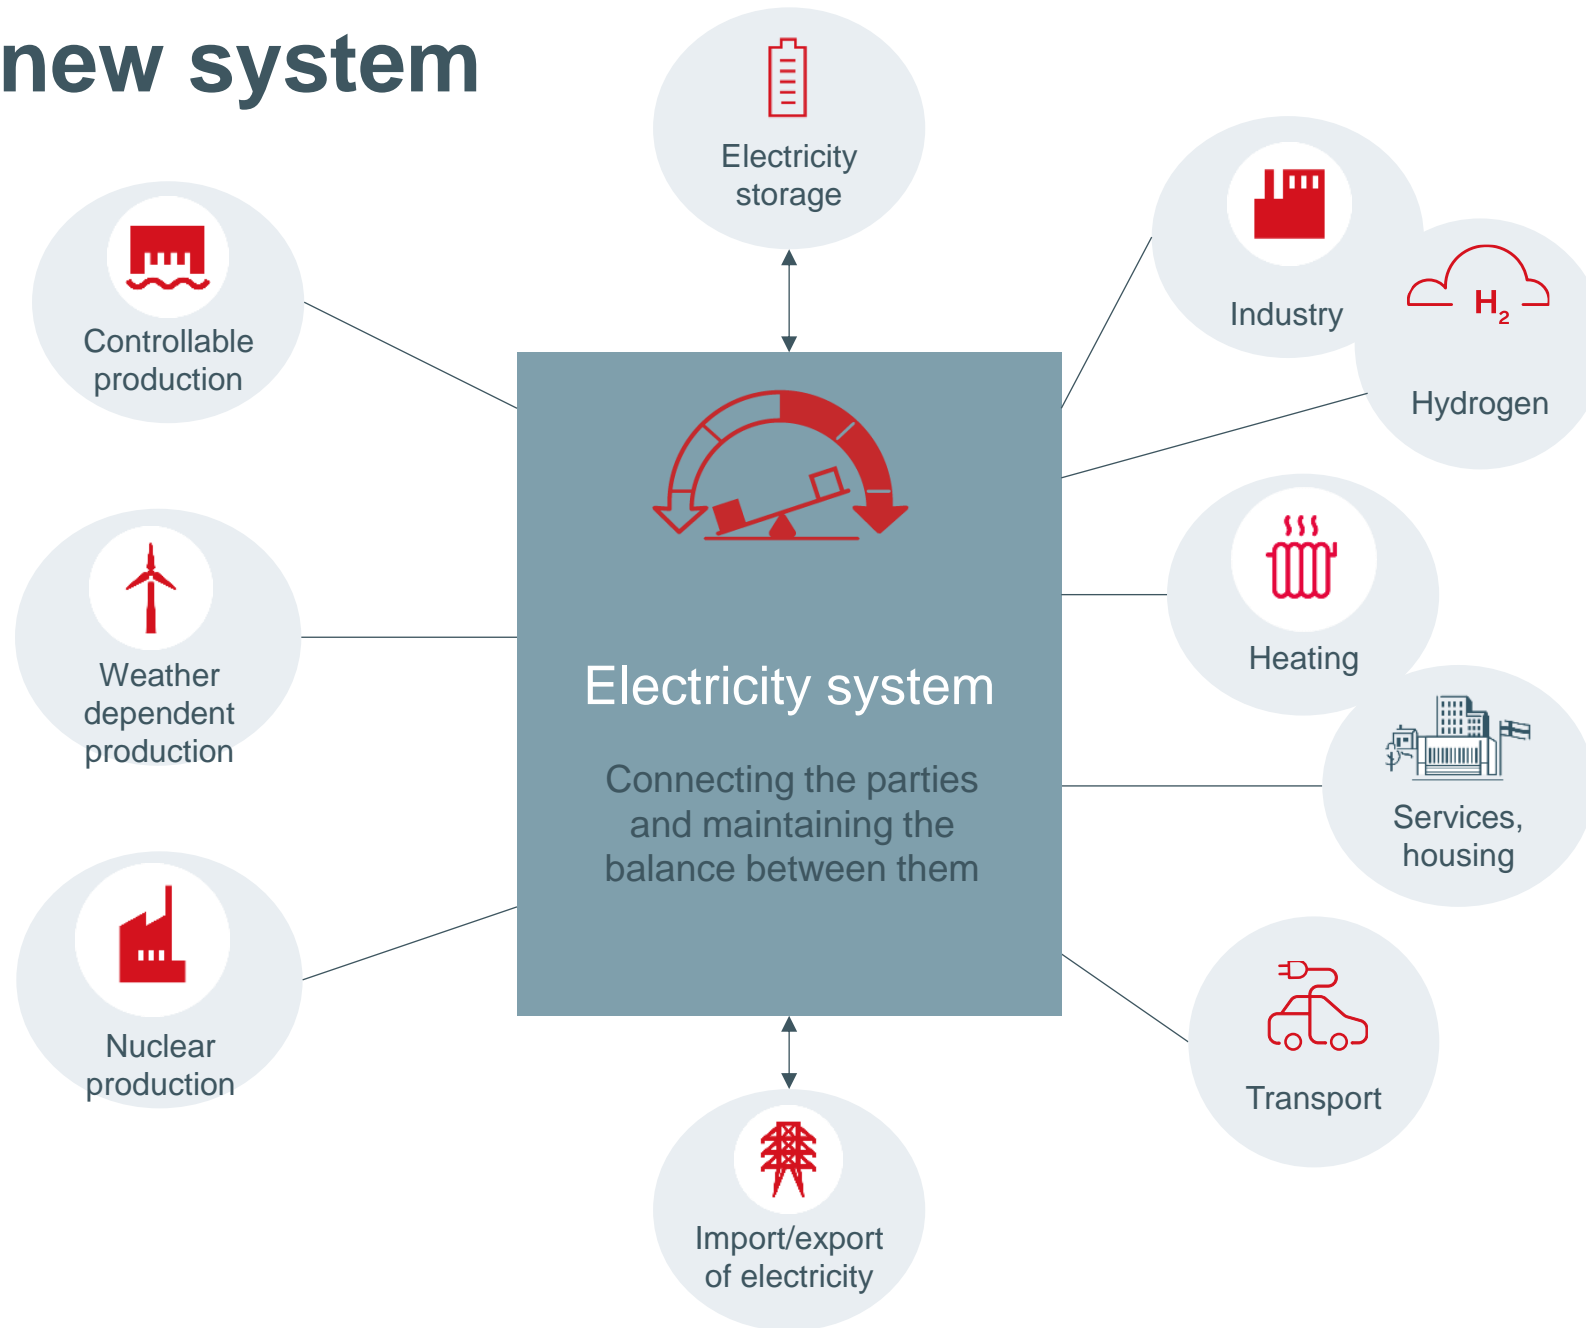 new system
Electricity
storage
Controllable
production
Industry
H₂
Hydrogen
Weather
dependent
production
Heating
Electricity system
Connecting the parties
and maintaining the
balance between them
Services,
housing
Nuclear
production
Transport
Import/export
of electricity